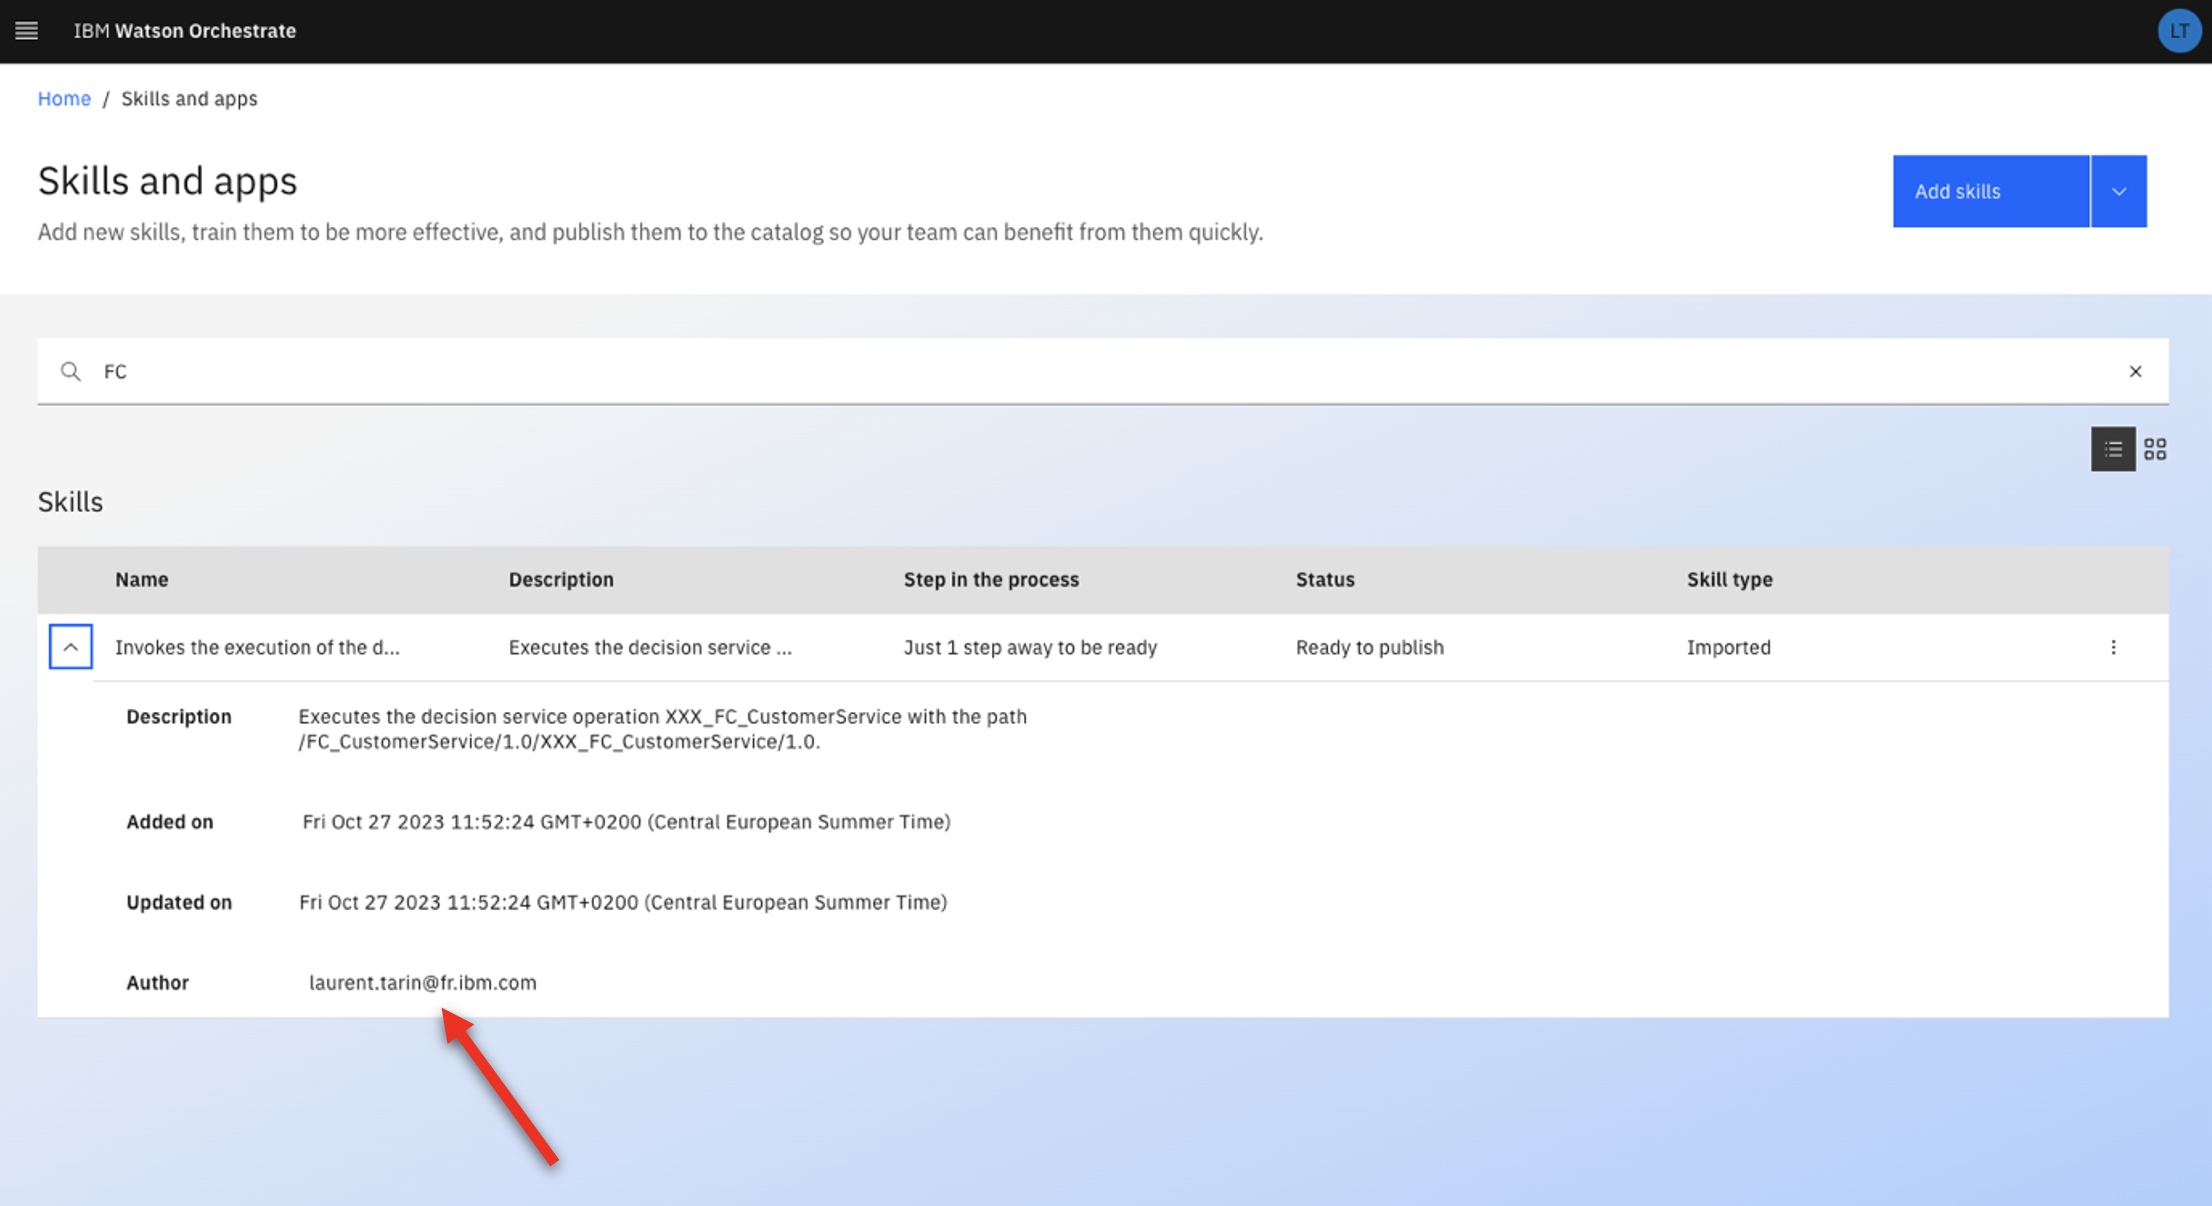 IBM Watson Orchestrate
LT
Home / Skills and apps
Skills and apps
Add skills
Add new skills, train them to be more effective, and publish them to the catalog so your team can benefit from them quickly.
FC
Skills
Name Description Step in the process Status Skill type
Invokes the execution of the d... Executes the decision service ... Just 1 step away to be ready Ready to publish Imported
Description Executes the decision service operation XXX_FC_CustomerService with the path
/FC_CustomerService/1.0/XXX_FC_CustomerService/1.0.
Added on Fri Oct 27 2023 11:52:24 GMT+0200 (Central European Summer Time)
Updated on Fri Oct 27 2023 11:52:24 GMT+0200 (Central European Summer Time)
Author laurent.tarin@fr.ibm.com